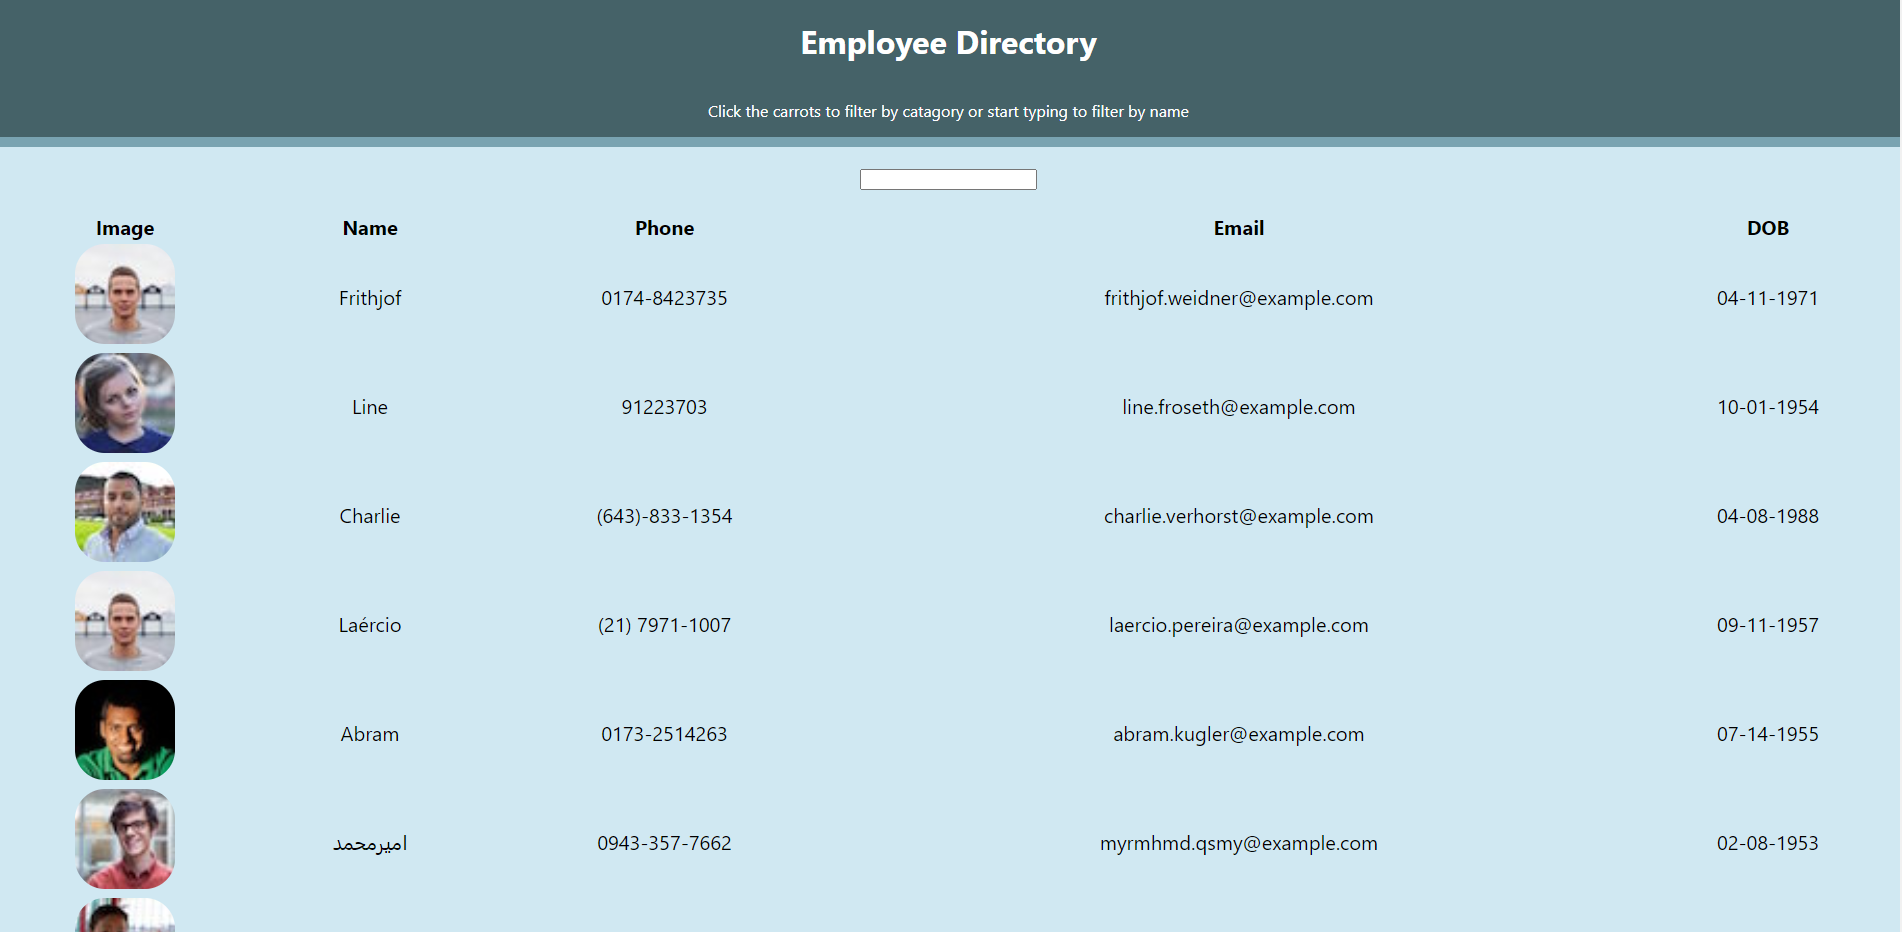 Employee Directory
Click the carrots to filter by catagory or start typing to filter by name
Image Name Phone Email DOB
Frithjof 0174-8423735 frithjof.weidner@example.com 04-11-1971
Line 91223703 line.froseth@example.com 10-01-1954
Charlie (643)-833-1354 charlie.verhorst@example.com 04-08-1988
Laércio (21) 7971-1007 laercio.pereira@example.com 09-11-1957
Abram 0173-2514263 abram.kugler@example.com 07-14-1955
امیرمحمد 0943-357-7662 myrmhmd.qsmy@example.com 02-08-1953